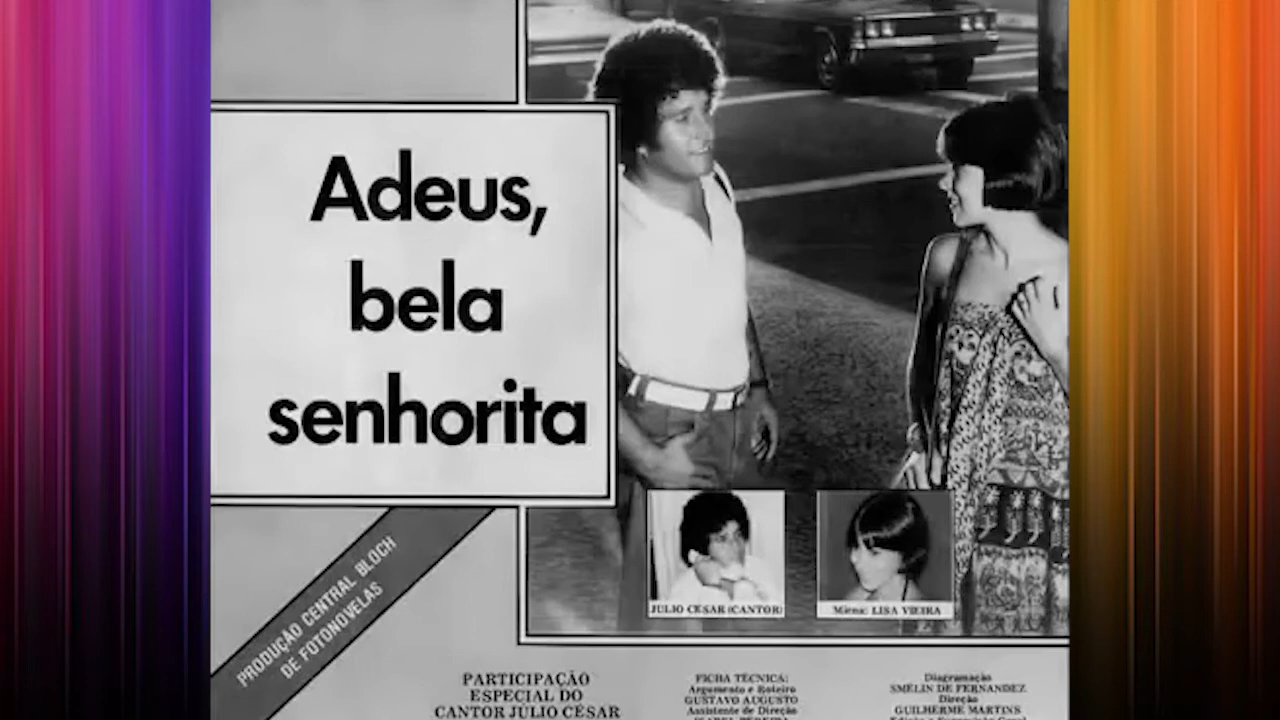 Adeus,
bela
senhorita
PRODUÇÃO CENTRAL BLOCH
DE FOTONOVELAS
JULIO CESAR (CANTOR)
Mirna: LISA VIEIRA
PARTICIPAÇÃO
ESPECIAL DO
CANTOR JÚLIO CÉSAR
FICHA TÉCNICA:
Argumento e Roteiro
GUSTAVO AUGUSTO
Assistente de Direção
Diagramação
SMÉLIN DE FERNANDEZ
Direção
GUILHERME MARTINS